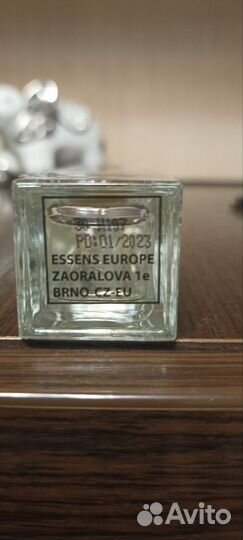 PD:01/2023
ESSENS EUROPE
ZAORALOVA 1e
BRNO-CZ-EU
Avito